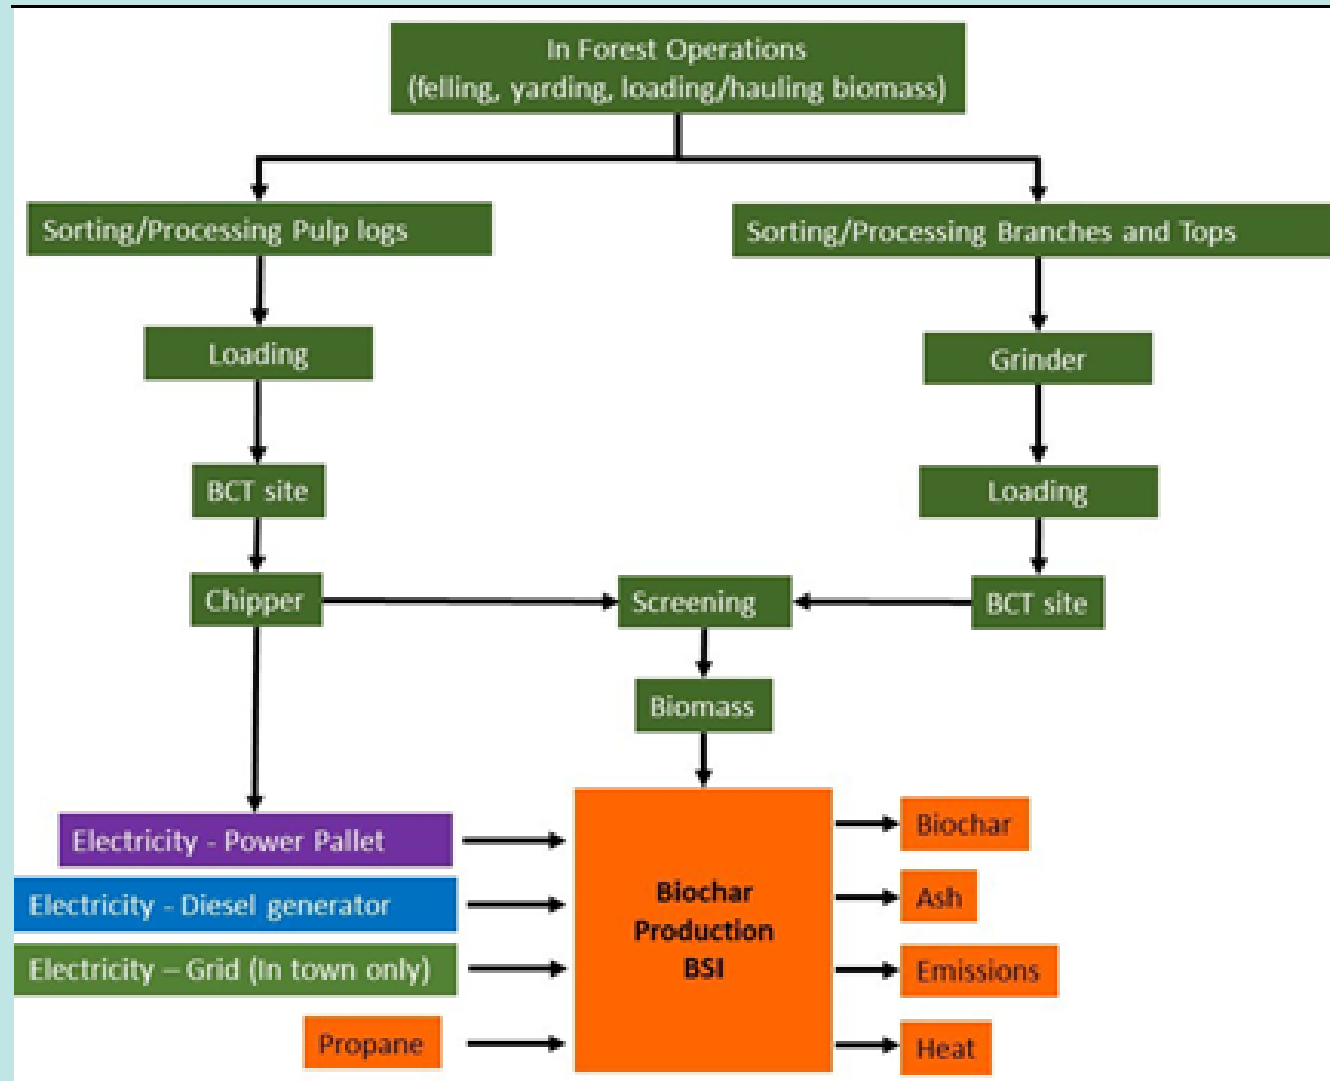 In Forest Operations
(felling, yarding, loading/hauling biomass)
Sorting/Processing Pulp logs
Sorting/Processing Branches and Tops
Loading
Grinder
BCT site
Loading
Chipper
Screening
BCT site
Biomass
Electricity - Power Pallet
Electricity - Diesel generator
Electricity – Grid (In town only)
Propane
Biochar
Production
BSI
Biochar
Ash
Emissions
Heat